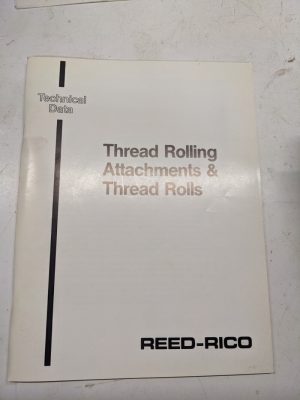 Technical
Data
Thread Rolling
Attachments &
Thread Rolls
REED-RICO